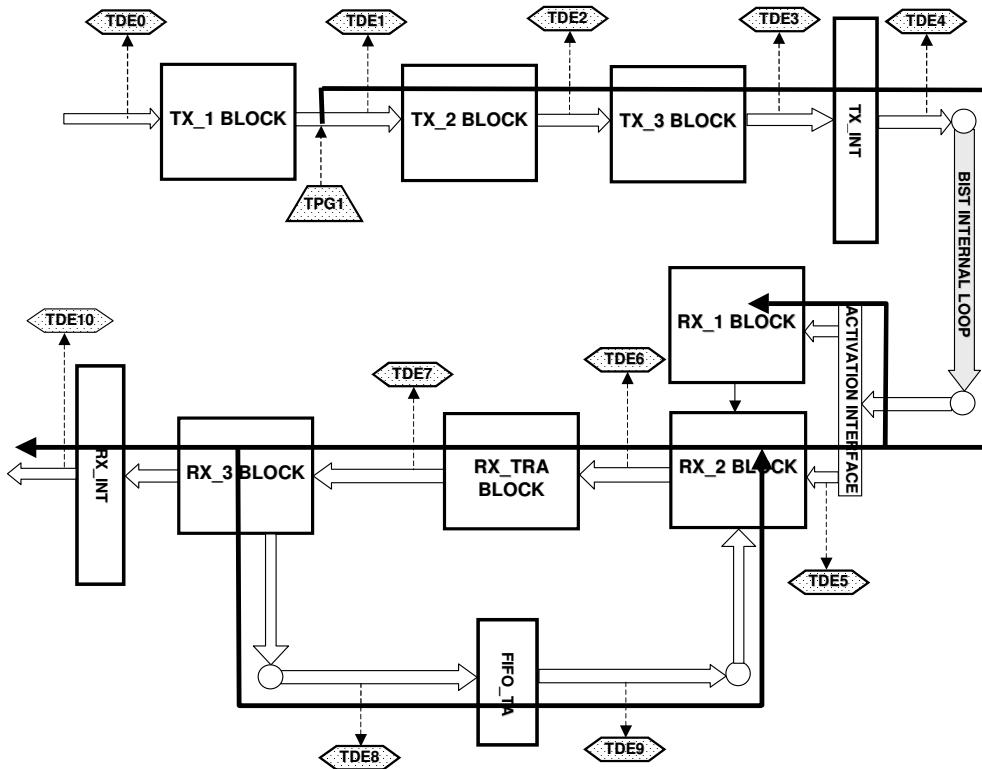 TDE0
TDE1
TDE2
TDE3
TDE4
TX_1 BLOCK
TX_2 BLOCK
TX_3 BLOCK
TX_INT
TPG1
BIST INTERNAL LOOP
RX_1 BLOCK
ACTIVATION INTERFACE
TDE10
TDE7
TDE6
RX_INT
RX_3 BLOCK
RX_TRA
BLOCK
RX_2 BLOCK
TDE5
FIFO_TA
TDE8
TDE9